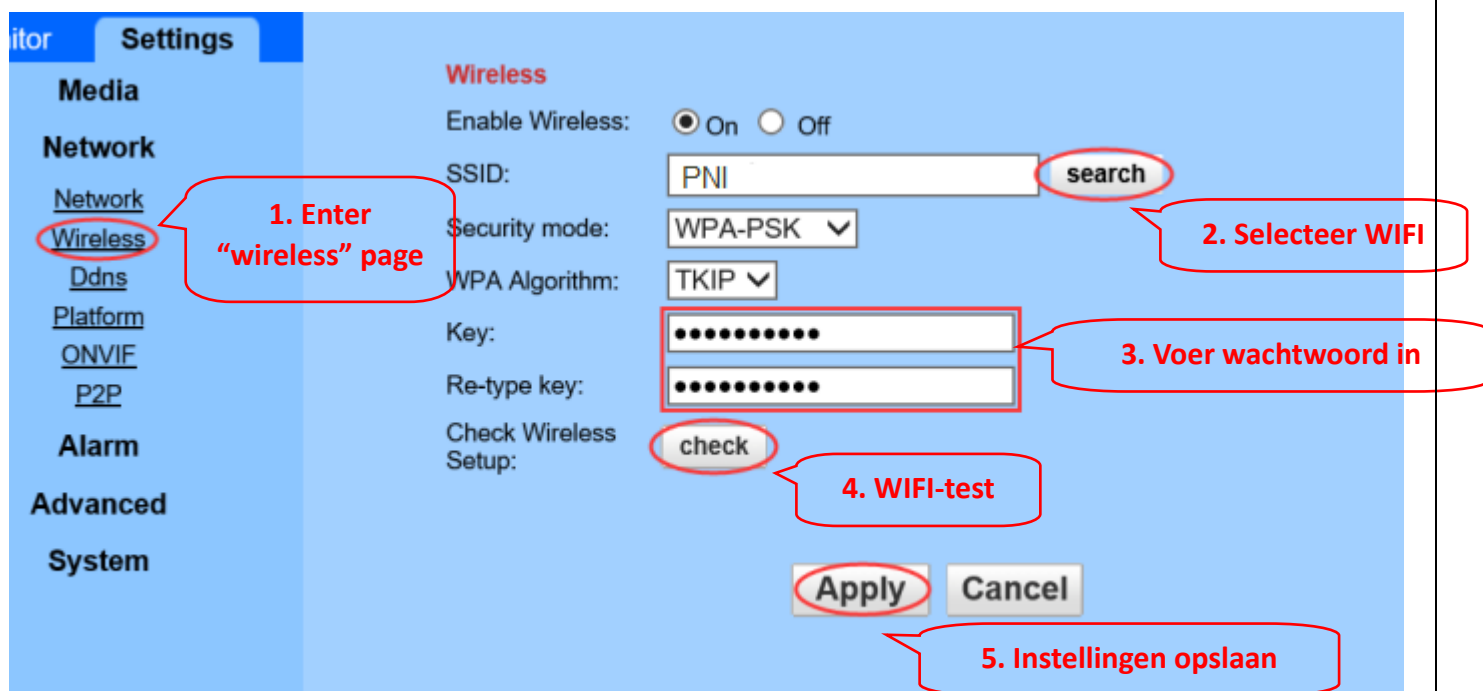 itor Settings
Media
Network
Network
Wireless
Ddns
Platform
ONVIF
P2P
Alarm
Advanced
System
1. Enter
“wireless” page
Wireless
Enable Wireless: On Off
SSID: PNI search
2. Selecteer WIFI
Security mode: WPA-PSK
WPA Algorithm: TKIP
Key: ••••••••••
3. Voer wachtwoord in
Re-type key: ••••••••••
Check Wireless
Setup: check
4. WIFI-test
Apply Cancel
5. Instellingen opslaan